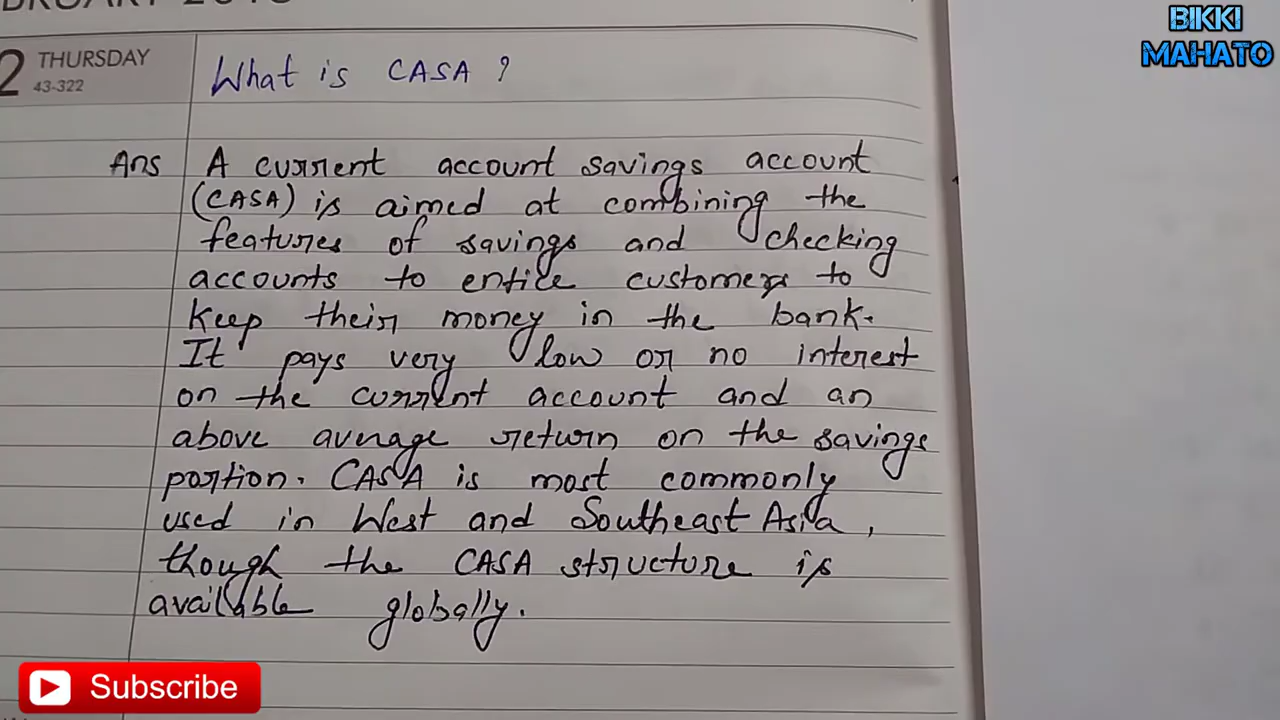 THURSDAY
43-322
BIKKI
MAHATO
What is CASA ?
Ans A current account savings account
(CASA) is aimed at combining the
features of savings and checking
accounts to entice customers to
keep their money in the bank.
It pays very low or no interest
on the current account and an
above average return on the savings
portion. CASA is most commonly
used in West and Southeast Asia,
though the CASA structure is
available globally.
Subscribe